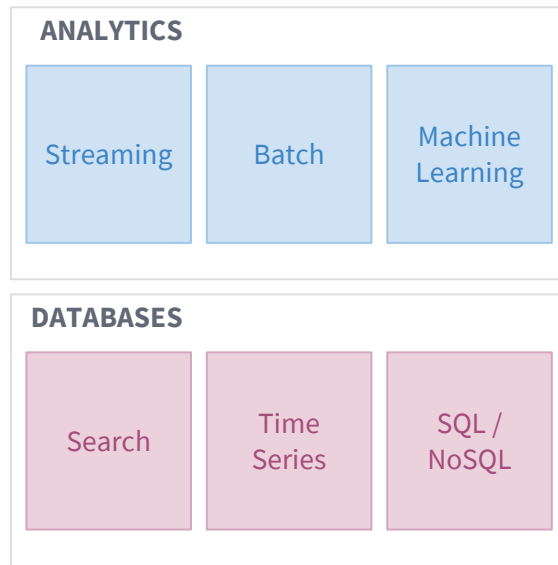 ANALYTICS
Streaming
Batch
Machine
Learning
DATABASES
Search
Time
Series
SQL /
NoSQL